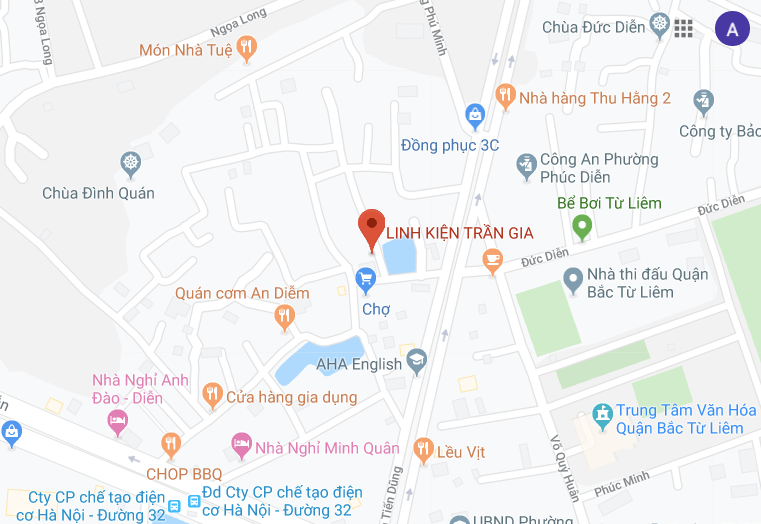 Ngọa Long
B Ngọa Long
Món Nhà Tuệ
Phú Minh
Chùa Đức Diễn
A
Nhà hàng Thu Hằng 2
Đồng phục 3C
Công ty Bảo
Chùa Đình Quán
Công An Phường
Phúc Diễn
Bể Bơi Từ Liêm
Đức Diễn
LINH KIỆN TRẦN GIA
Đức Diễn
Nhà thi đấu Quận
Bắc Từ Liêm
Quán cơm An Diễm
Chợ
AHA English
Nhà Nghỉ Anh
Đào - Diễn
Cửa hàng gia dụng
Trung Tâm Văn Hóa
Quận Bắc Từ Liêm
Nhà Nghỉ Minh Quân
Lều Vịt
Võ Quý Huân
CHOP BBQ
Phúc Minh
Cty CP chế tạo điện
cơ Hà Nội - Đường 32
Đd Cty CP chế tạo điện
cơ Hà Nội - Đường 32
Tiến Dũng
UBND Phường